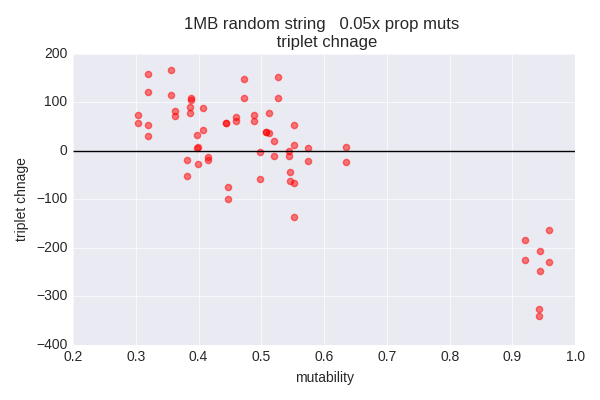 1MB random string   0.05x prop muts
triplet chnage
200
100
0
−100
−200
−300
−400
triplet chnage
0.2 0.3 0.4 0.5 0.6 0.7 0.8 0.9 1.0
mutability